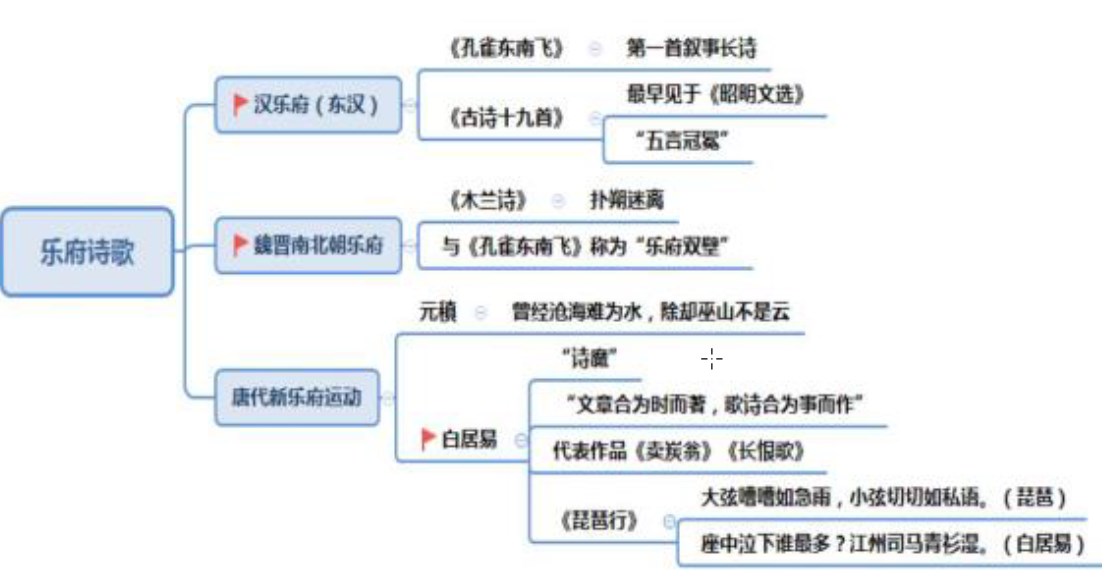 乐府诗歌
汉乐府（东汉）
《孔雀东南飞》
第一首叙事长诗
《古诗十九首》
最早见于《昭明文选》
“五言冠冕”
魏晋南北朝乐府
《木兰诗》
扑朔迷离
与《孔雀东南飞》称为“乐府双璧”
唐代新乐府运动
元稹
曾经沧海难为水，除却巫山不是云
白居易
“诗魔”
“文章合为时而著，歌诗合为事而作”
代表作品《卖炭翁》《长恨歌》
《琵琶行》
大弦嘈嘈如急雨，小弦切切如私语。（琵琶）
座中泣下谁最多？江州司马青衫湿。（白居易）